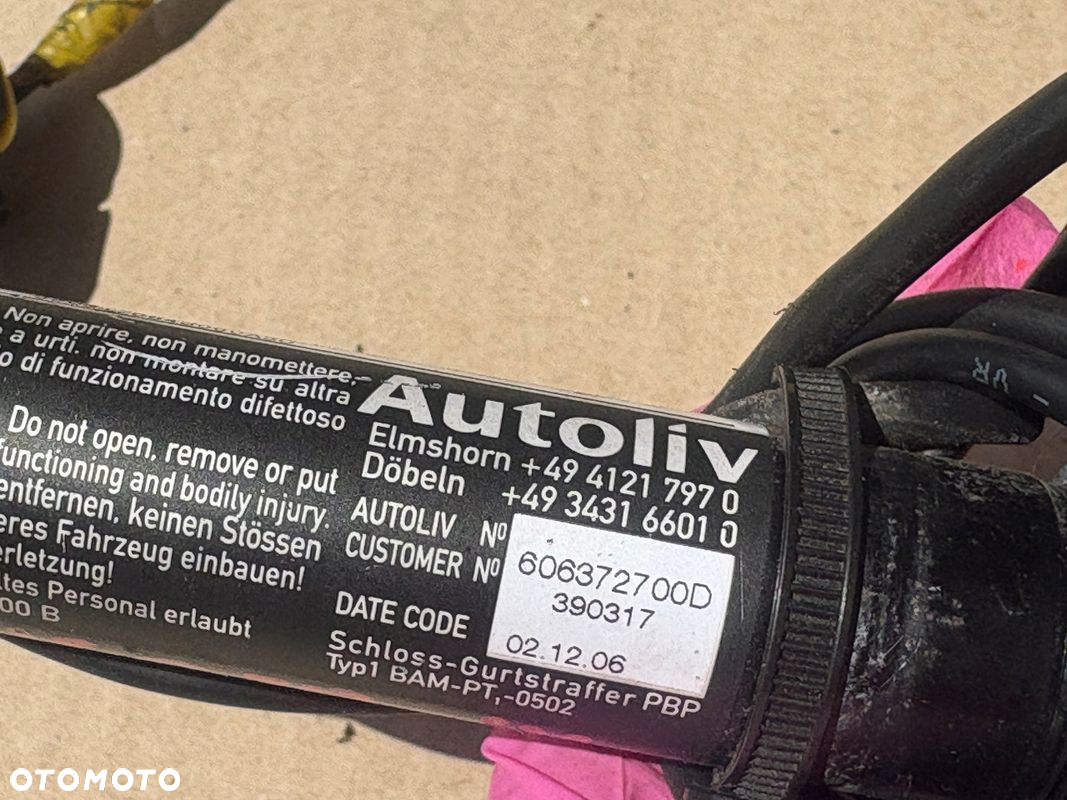 Non aprire, non manomettere,
a urti. non montare su altra
o di funzionamento difettoso
Do not open, remove or put
functioning and bodily injury.
entfernen, keinen Stössen
eres Fahrzeug einbauen!
erletzung!
ltes Personal erlaubt
00 B
Autoliv
Elmshorn +49 4121 797 0
Döbeln +49 3431 6601 0
AUTOLIV Nº 606372700D
CUSTOMER Nº 390317
DATE CODE 02.12.06
Schloss-Gurtstraffer PBP
Typ1 BAM-PT,-0502
OTOMOTO